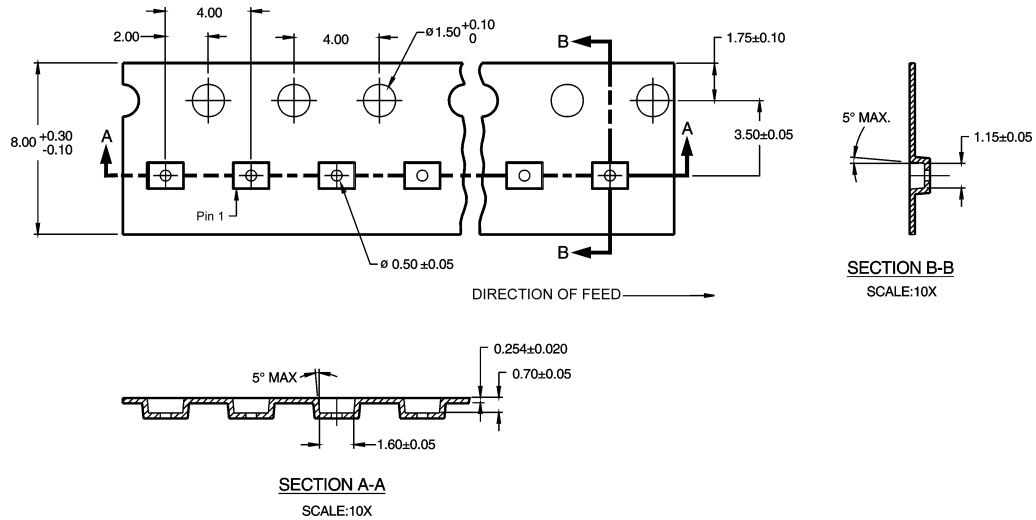 4.00
2.00
4.00
ø1.50 +0.10 0
B
1.75±0.10
8.00 +0.30 -0.10
A
A
3.50±0.05
5° MAX.
1.15±0.05
Pin 1
B
ø 0.50 ±0.05
SECTION B-B
SCALE:10X
DIRECTION OF FEED
0.254±0.020
5° MAX
0.70±0.05
1.60±0.05
SECTION A-A
SCALE:10X